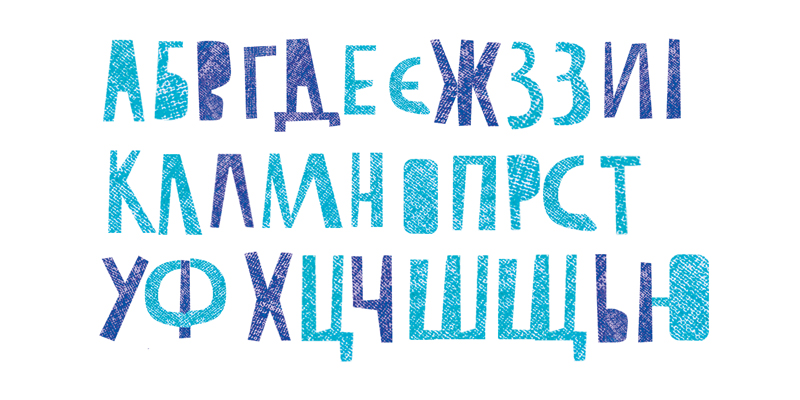 АБВГДЕЄЖЗЗИІ
КЛЛМНОПРСТ
УФХЦЧШЩЬЮ